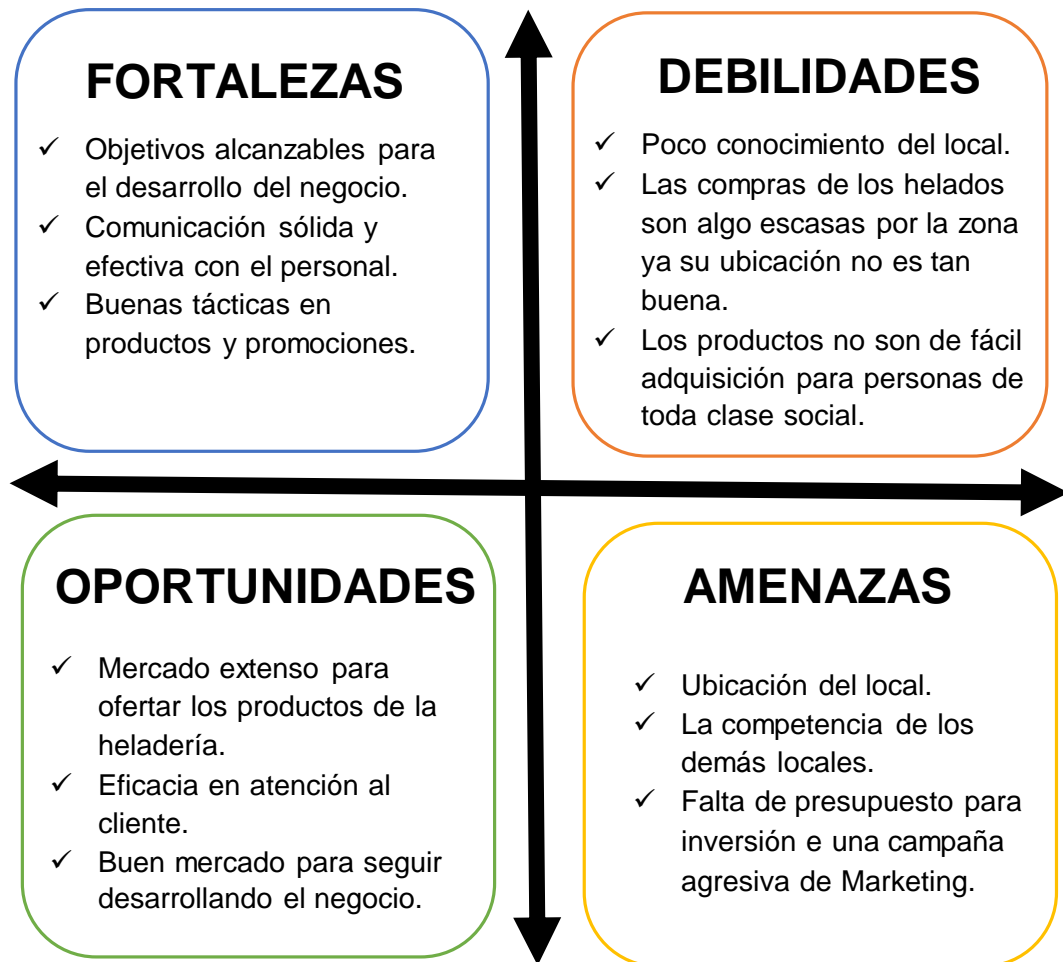 FORTALEZAS
✓ Objetivos alcanzables para
el desarrollo del negocio.
✓ Comunicación sólida y
efectiva con el personal.
✓ Buenas tácticas en
productos y promociones.
DEBILIDADES
✓ Poco conocimiento del local.
✓ Las compras de los helados
son algo escasas por la zona
ya su ubicación no es tan
buena.
✓ Los productos no son de fácil
adquisición para personas de
toda clase social.
OPORTUNIDADES
✓ Mercado extenso para
ofertar los productos de la
heladería.
✓ Eficacia en atención al
cliente.
✓ Buen mercado para seguir
desarrollando el negocio.
AMENAZAS
✓ Ubicación del local.
✓ La competencia de los
demás locales.
✓ Falta de presupuesto para
inversión e una campaña
agresiva de Marketing.